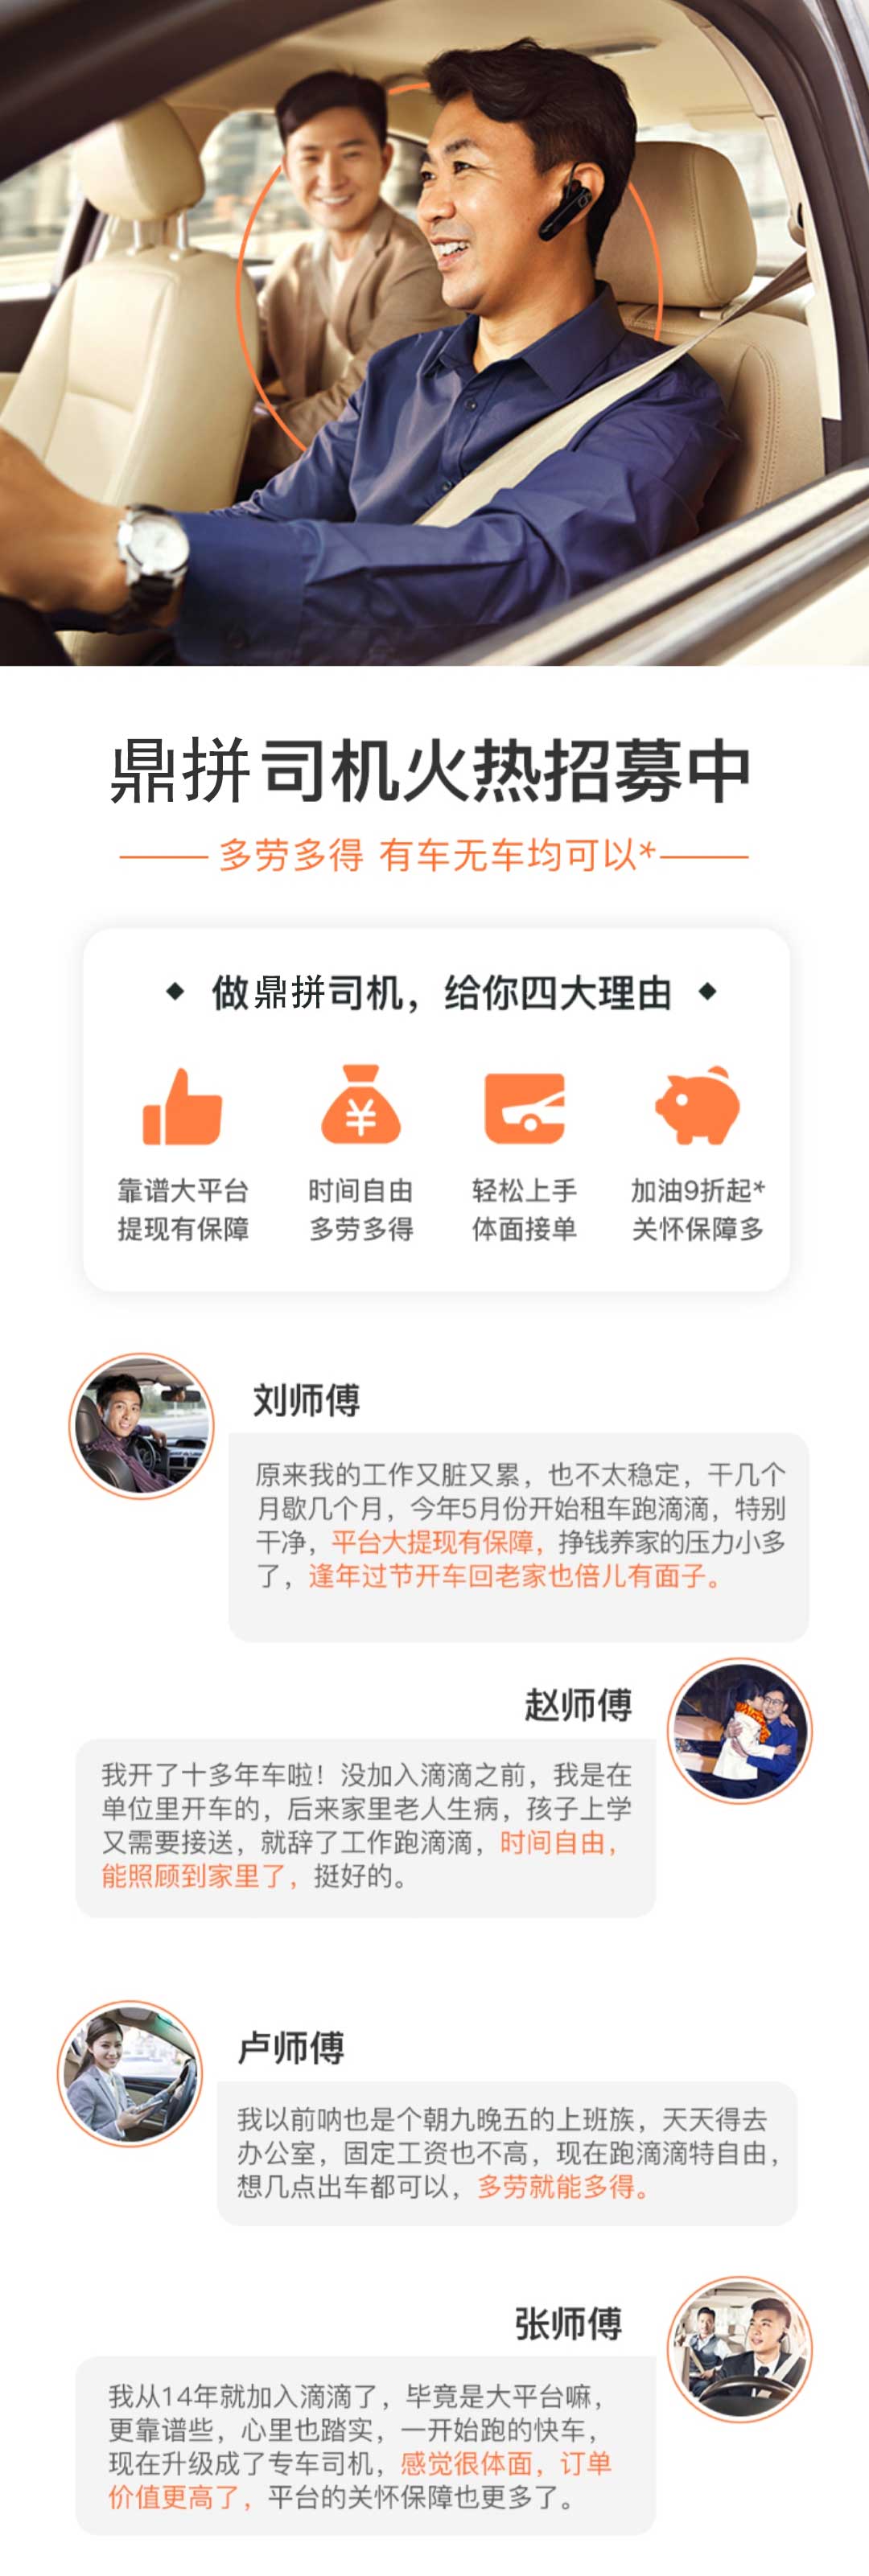 鼎拼司机火热招募中
多劳多得 有车无车均可以*
做鼎拼司机，给你四大理由
¥
靠谱大平台
提现有保障
时间自由
多劳多得
轻松上手
体面接单
加油9折起*
关怀保障多
刘师傅
原来我的工作又脏又累，也不太稳定，干几个
月歇几个月，今年5月份开始租车跑滴滴，特别
干净，平台大提现有保障，挣钱养家的压力小多
了，逢年过节开车回老家也倍儿有面子。
赵师傅
我开了十多年车啦！没加入滴滴之前，我是在
单位里开车的，后来家里老人生病，孩子上学
又需要接送，就辞了工作跑滴滴，时间自由，
能照顾到家里了，挺好的。
卢师傅
我以前呐也是个朝九晚五的上班族，天天得去
办公室，固定工资也不高，现在跑滴滴特自由，
想几点出车都可以，多劳就能多得。
张师傅
我从14年就加入滴滴了，毕竟是大平台嘛，
更靠谱些，心里也踏实，一开始跑的快车，
现在升级成了专车司机，感觉很体面，订单
价值更高了，平台的关怀保障也更多了。